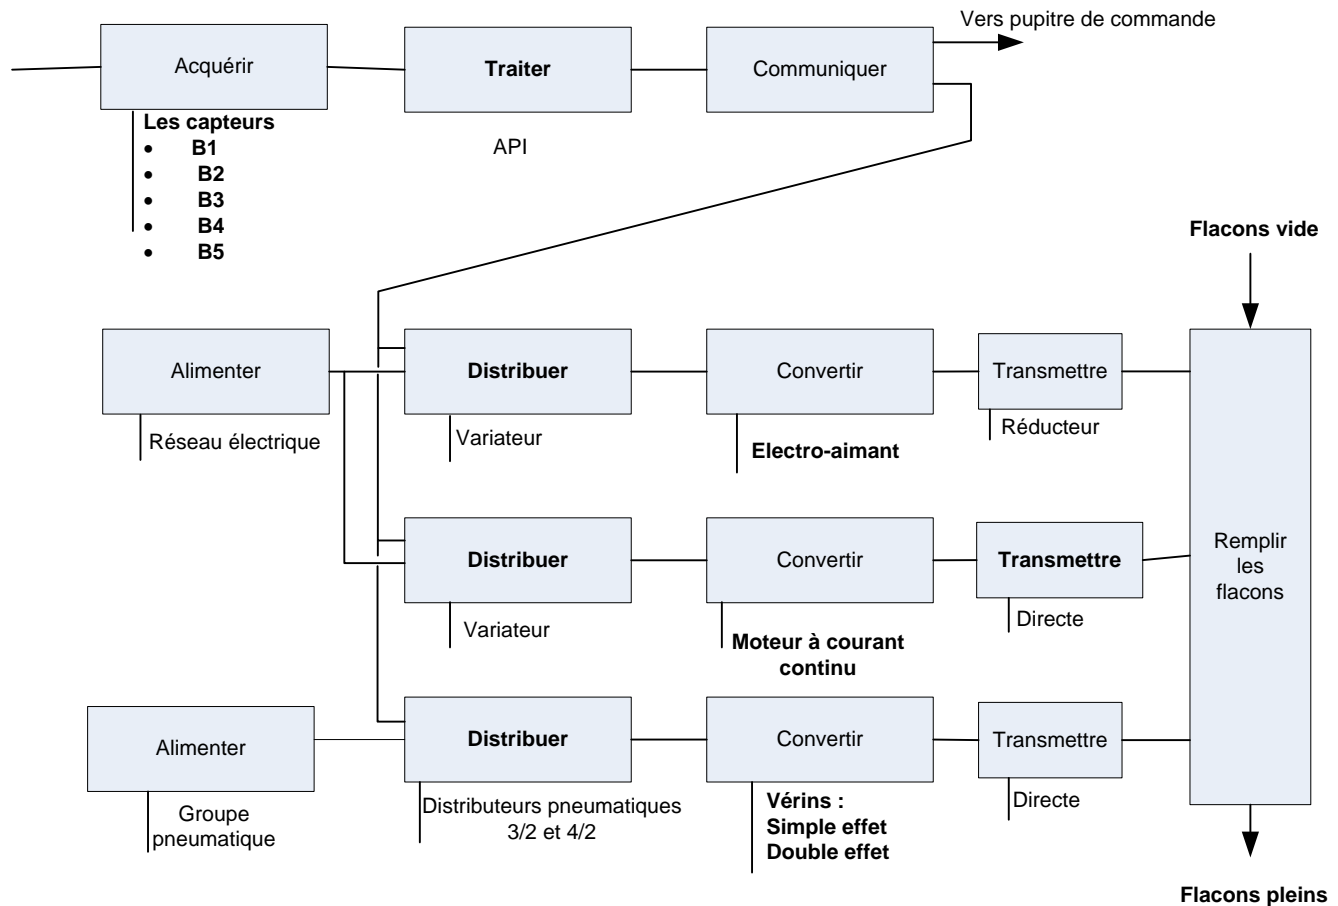 Vers pupitre de commande
Acquérir
Traiter
Communiquer
Les capteurs
• B1
• B2
• B3
• B4
• B5
API
Flacons vide
Alimenter
Distribuer
Convertir
Transmettre
Réseau électrique
Variateur
Electro-aimant
Réducteur
Distribuer
Convertir
Transmettre
Remplir
les
flacons
Variateur
Moteur à courant
continu
Directe
Alimenter
Distribuer
Convertir
Transmettre
Groupe
pneumatique
Distributeurs pneumatiques
3/2 et 4/2
Vérins :
Simple effet
Double effet
Directe
Flacons pleins